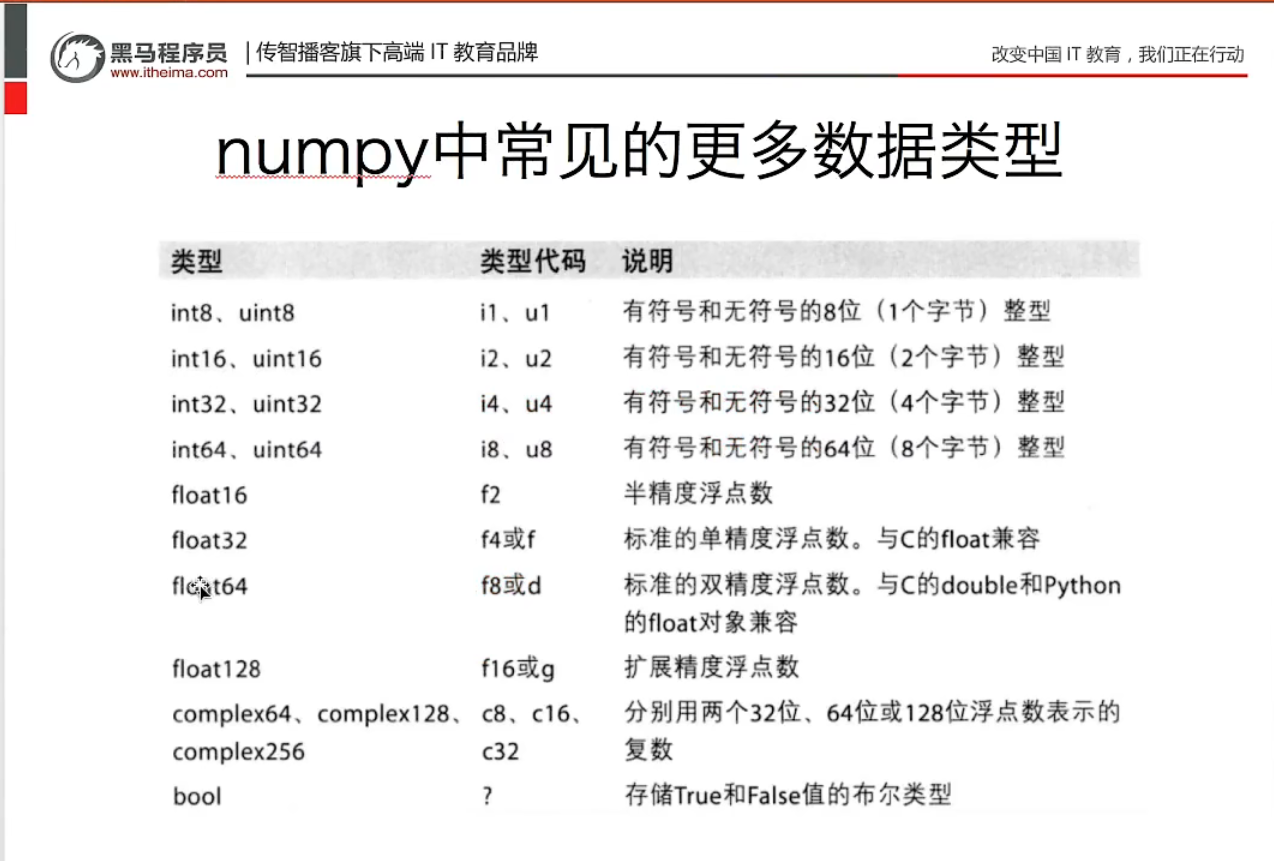 黑马程序员
www.itheima.com
传智播客旗下高端 IT 教育品牌
改变中国 IT 教育，我们正在行动
numpy中常见的更多数据类型
类型 类型代码 说明
int8、uint8 i1、u1 有符号和无符号的8位（1个字节）整型
int16、uint16 i2、u2 有符号和无符号的16位（2个字节）整型
int32、uint32 i4、u4 有符号和无符号的32位（4个字节）整型
int64、uint64 i8、u8 有符号和无符号的64位（8个字节）整型
float16 f2 半精度浮点数
float32 f4或f 标准的单精度浮点数。与C的float兼容
float64 f8或d 标准的双精度浮点数。与C的double和Python
的float对象兼容
float128 f16或g 扩展精度浮点数
complex64、complex128、 c8、c16、 分别用两个32位、64位或128位浮点数表示的
complex256 c32 复数
bool ? 存储True和False值的布尔类型